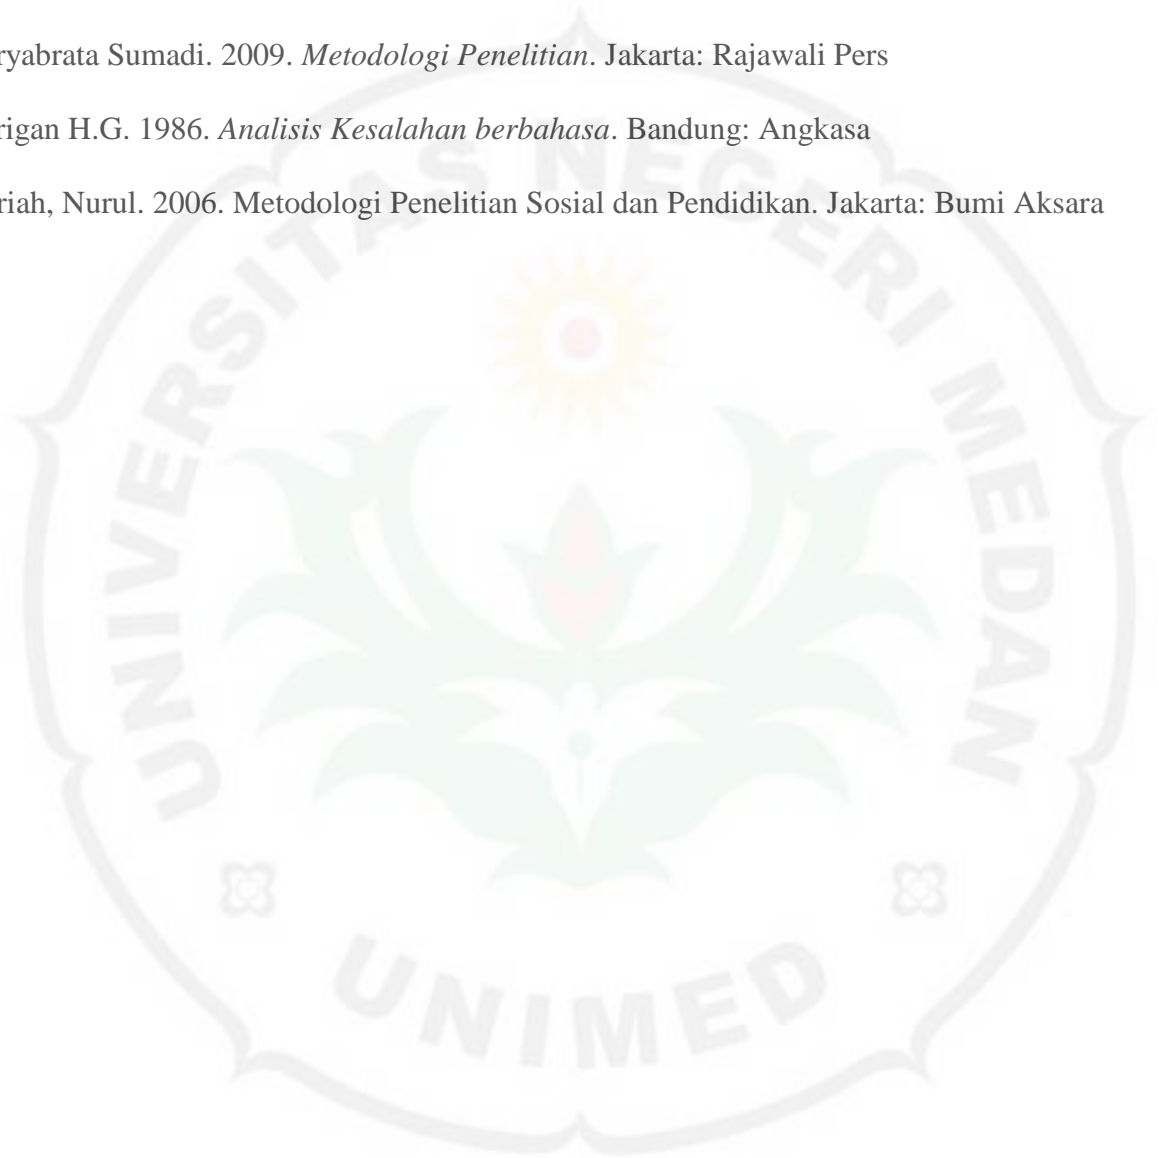 ryabrata Sumadi. 2009. Metodologi Penelitian. Jakarta: Rajawali Pers
rigan H.G. 1986. Analisis Kesalahan berbahasa. Bandung: Angkasa
riah, Nurul. 2006. Metodologi Penelitian Sosial dan Pendidikan. Jakarta: Bumi Aksara
UNIVERSITAS NEGERI MEDAN
UNIMED